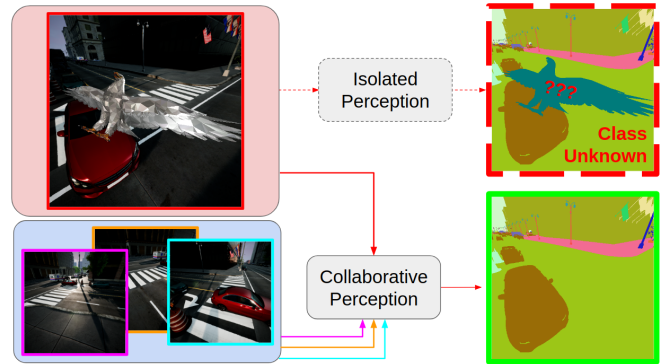 Isolated
Perception
???
Class
Unknown
Collaborative
Perception